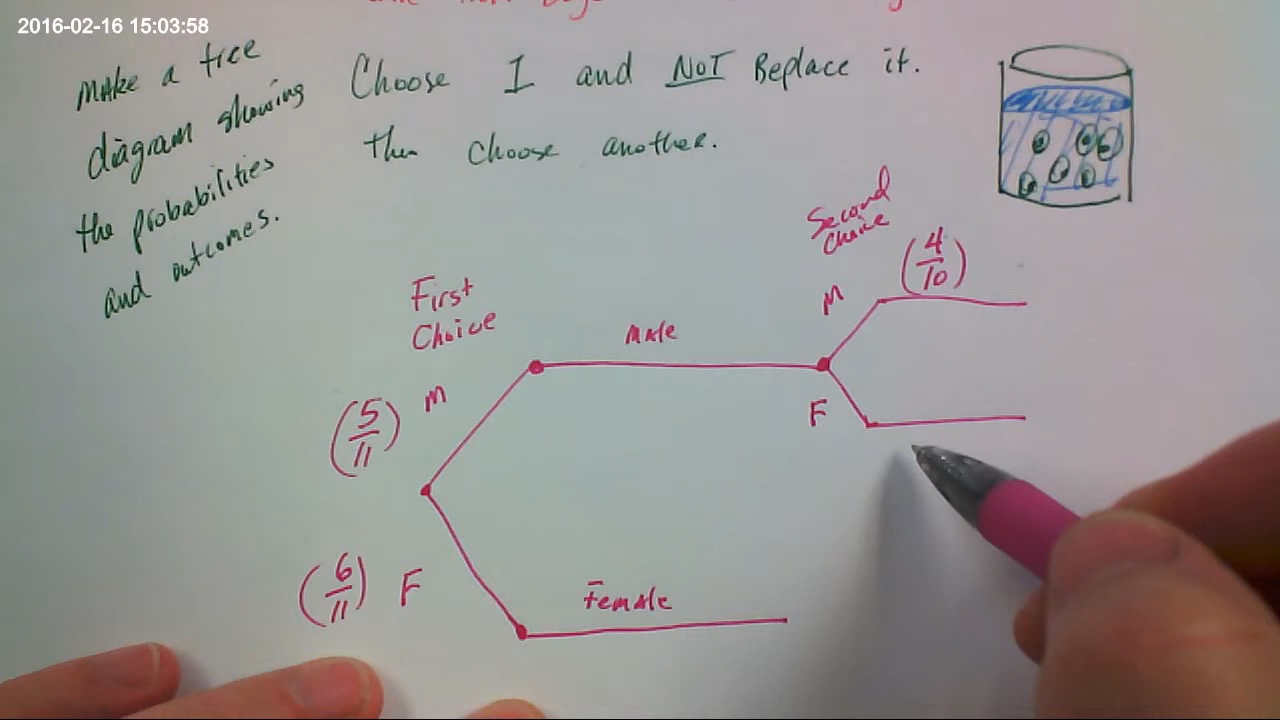 2016-02-16 15:03:58
Make a tree
diagram showing
the probabilities
and outcomes.
Choose 1 and NOT Replace it.
then choose another.
First
Choice
Second
Choice
(5/11) M
Male
M (4/10)
F
(6/11) F
Female